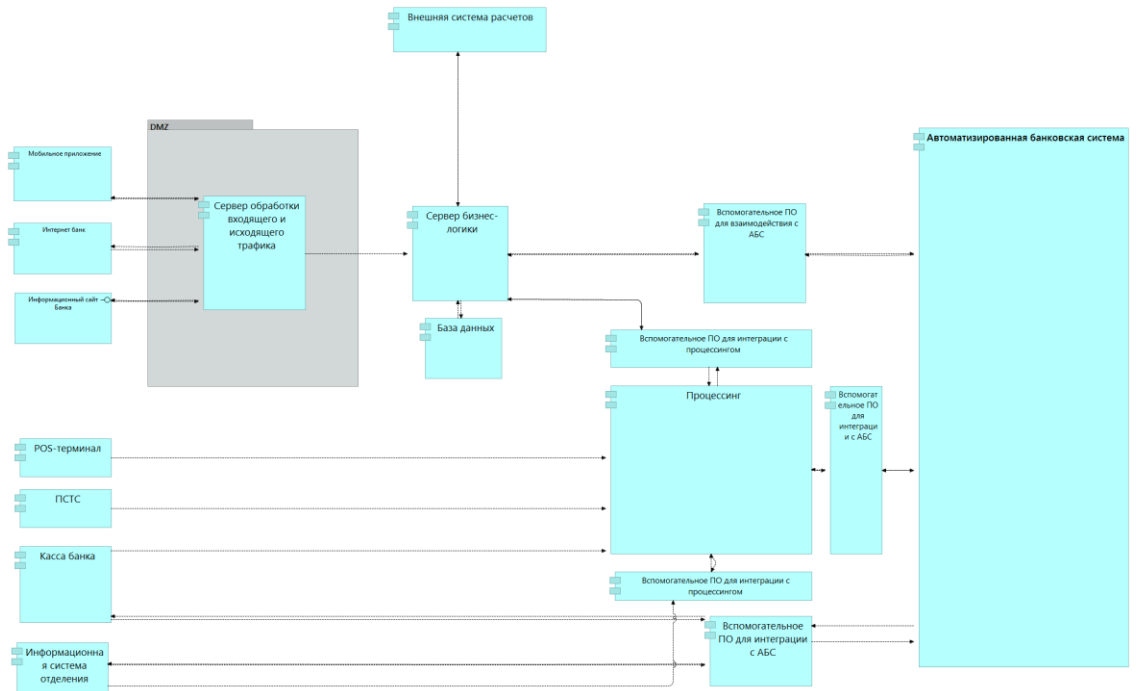 Внешняя система расчетов
DMZ
Мобильное приложение
Интернет банк
Информационный сайт
Банка
Сервер обработки
входящего и
исходящего
трафика
Сервер бизнес-
логики
База данных
Вспомогательное ПО
для взаимодействия с
АБС
Автоматизированная банковская система
Вспомогательное ПО для интеграции с
процессингом
Процессинг
Вспомогат
ельное ПО
для
интеграци
и с АБС
POS-терминал
ПСТС
Касса банка
Вспомогательное ПО для интеграции с
процессингом
Вспомогательное
ПО для интеграции
с АБС
Информационна
я система
отделения